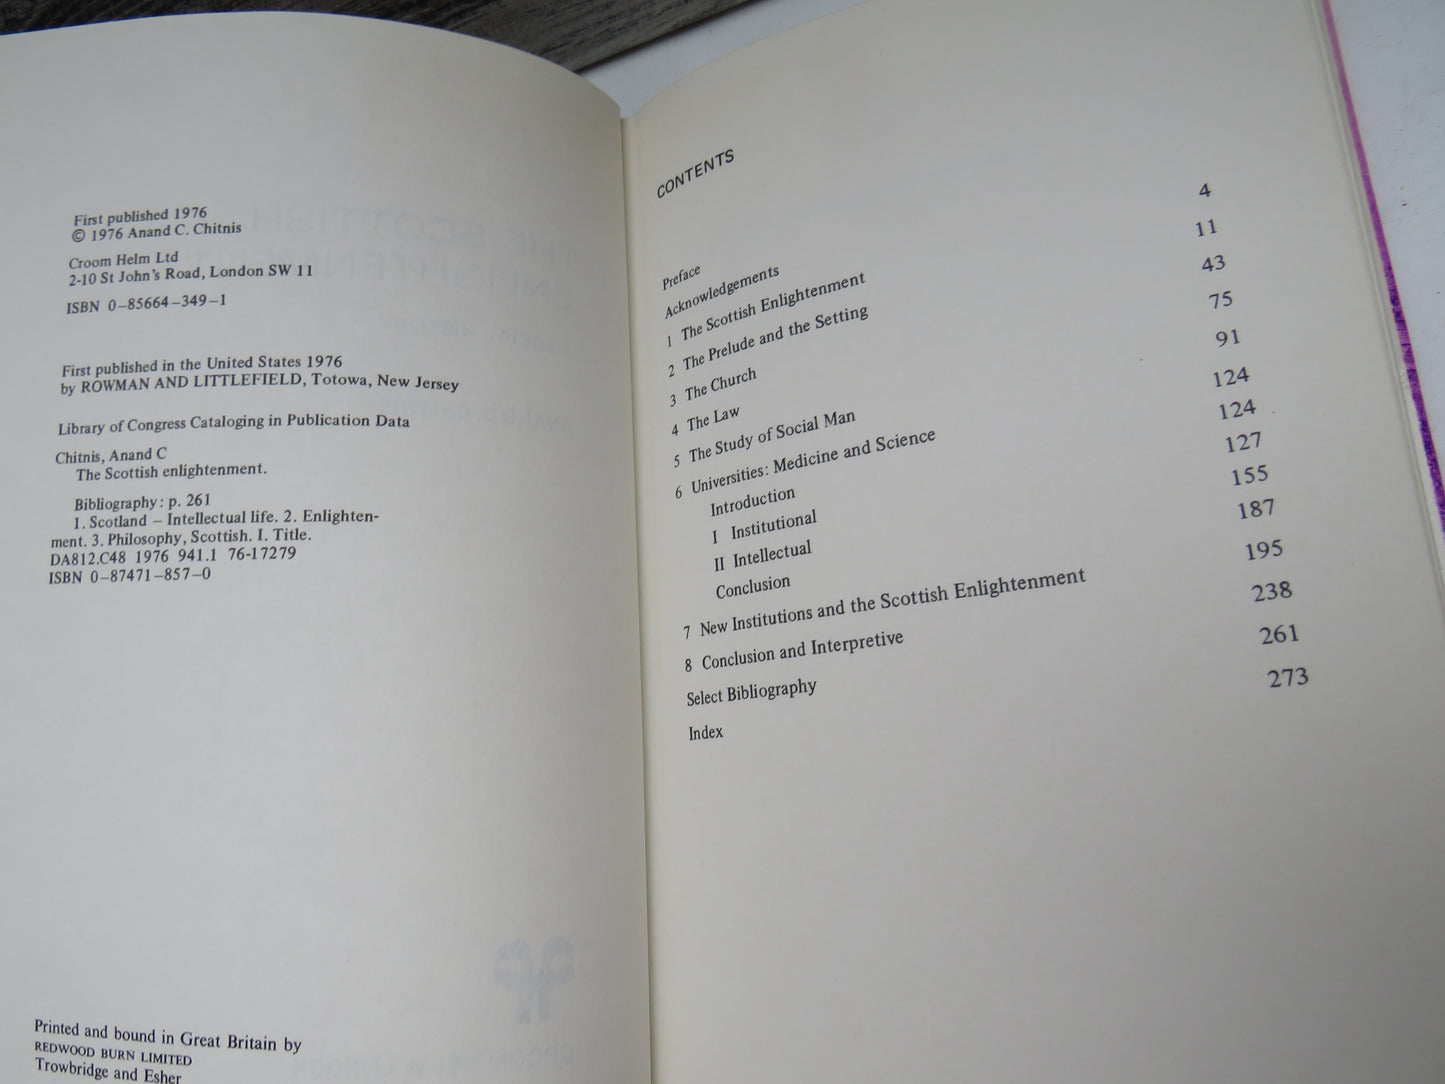 First published 1976
© 1976 Anand C. Chitnis
Croom Helm Ltd
2-10 St John's Road, London SW 11
ISBN 0–85664–349–1
First published in the United States 1976
by ROWMAN AND LITTLEFIELD, Totowa, New Jersey
Library of Congress Cataloging in Publication Data
Chitnis, Anand C
The Scottish enlightenment.
Bibliography: p. 261
1. Scotland – Intellectual life. 2. Enlighten-
ment. 3. Philosophy, Scottish. I. Title.
DA812.C48 1976 941.1 76-17279
ISBN 0–87471–857–0
Printed and bound in Great Britain by
REDWOOD BURN LIMITED
Trowbridge and Esher
CONTENTS
Preface
Acknowledgements
1 The Scottish Enlightenment 4
2 The Prelude and the Setting 11
3 The Church 43
4 The Law 75
5 The Study of Social Man 91
6 Universities: Medicine and Science 124
Introduction 124
I Institutional 127
II Intellectual 155
Conclusion 187
7 New Institutions and the Scottish Enlightenment 195
8 Conclusion and Interpretive 238
Select Bibliography 261
Index 273